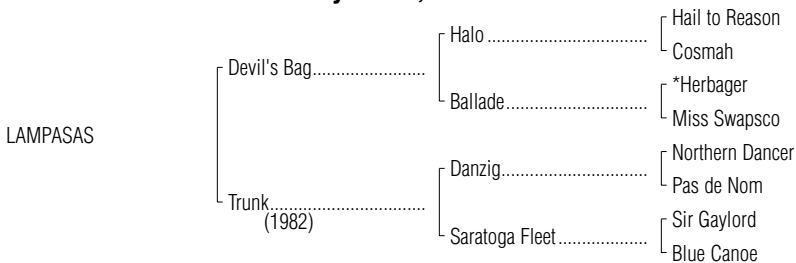 Hail to Reason
Halo
Cosmah
Devil's Bag
*Herbager
Ballade
Miss Swapsco
LAMPASAS
Northern Dancer
Danzig
Pas de Nom
Trunk
(1982)
Sir Gaylord
Saratoga Fleet
Blue Canoe